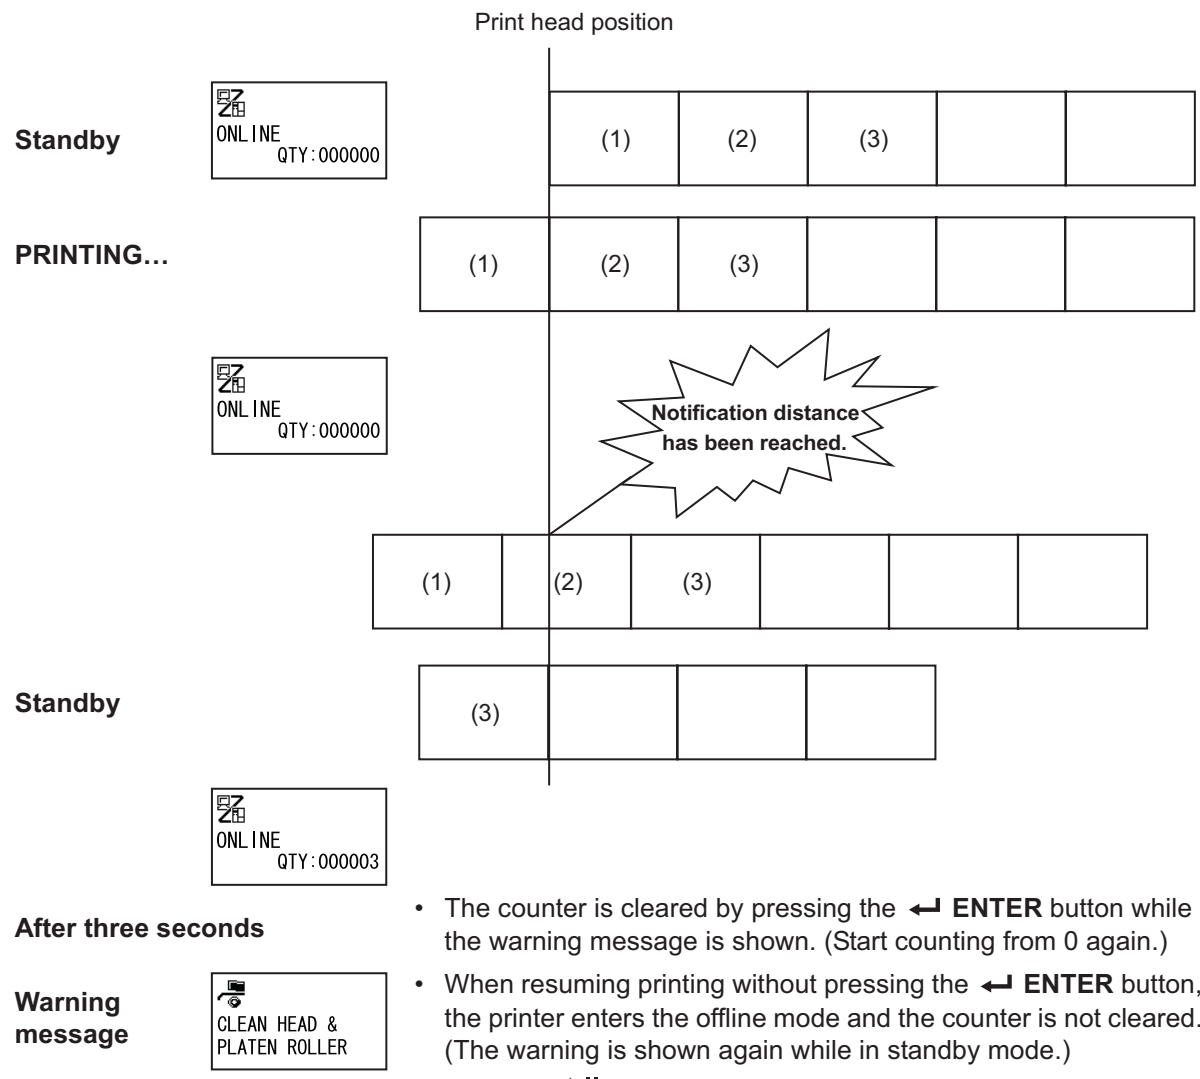 Print head position
Standby
ONLINE
QTY:000000
(1) (2) (3)
PRINTING…
(1) (2) (3)
ONLINE
QTY:000000
Notification distance
has been reached.
(1) (2) (3)
Standby
(3)
ONLINE
QTY:000003
After three seconds
• The counter is cleared by pressing the ↵ ENTER button while
the warning message is shown. (Start counting from 0 again.)
Warning
message
CLEAN HEAD &
PLATEN ROLLER
• When resuming printing without pressing the ↵ ENTER button,
the printer enters the offline mode and the counter is not cleared.
(The warning is shown again while in standby mode.)